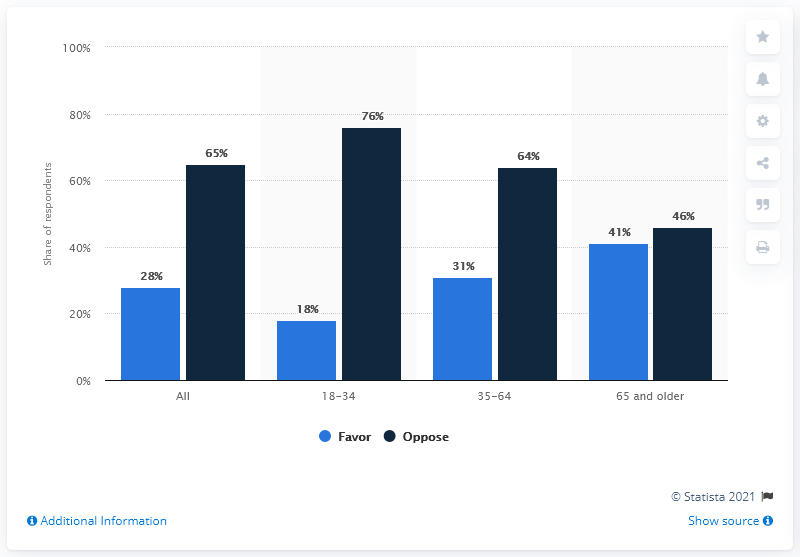 100%
80%
60%
40%
20%
0%
Share of respondents
28%
65%
18%
76%
31%
64%
41%
46%
All
18-34
35-64
65 and older
Favor
Oppose
© Statista 2021
Additional Information
Show source